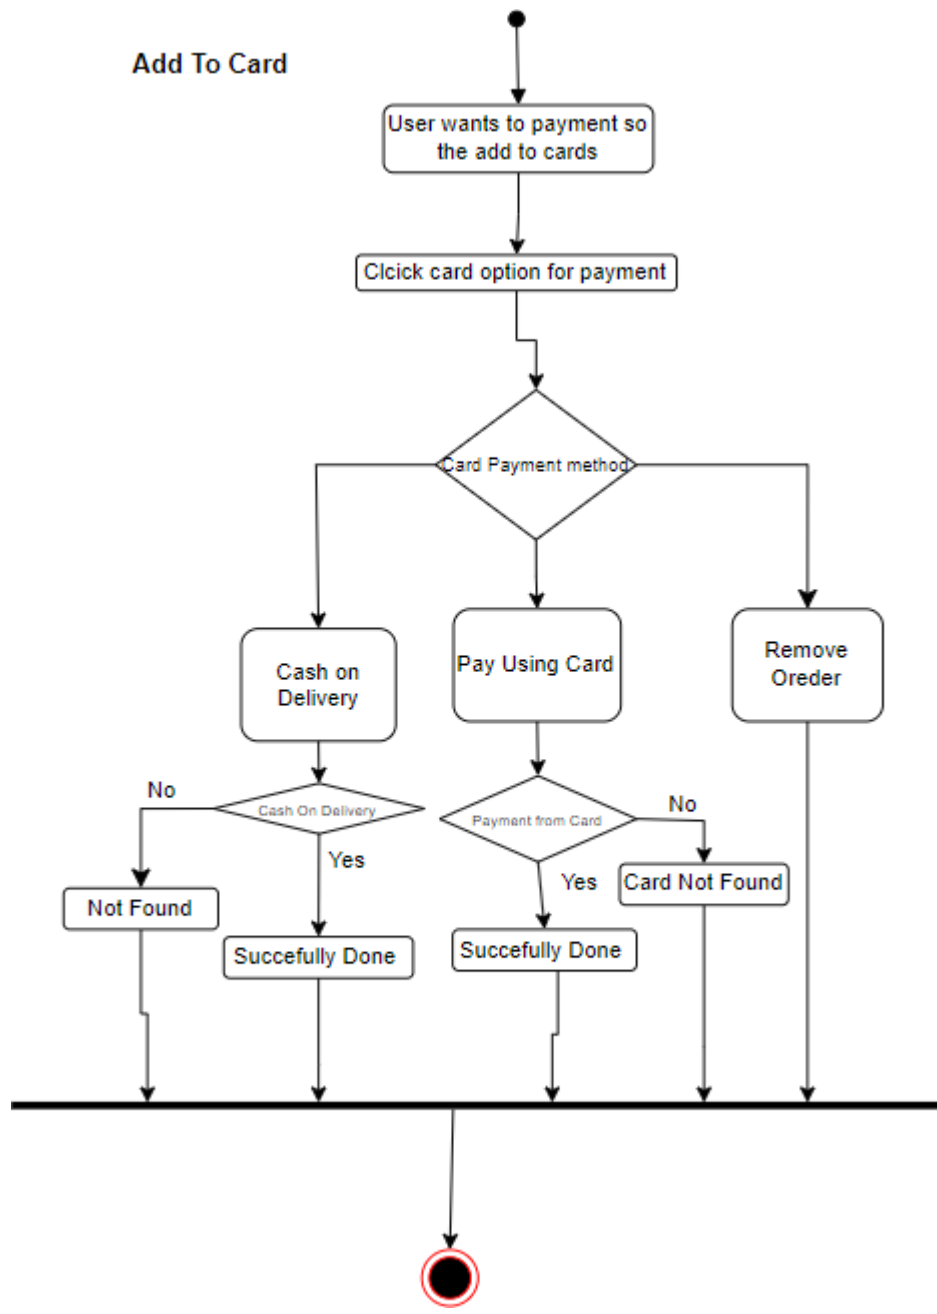 Add To Card
User wants to payment so
the add to cards
Clcick card option for payment
Card Payment method
Cash on
Delivery
Pay Using Card
Remove
Oreder
No
Cash On Delivery
Yes
Payment from Card
No
Yes
Not Found
Succefully Done
Succefully Done
Card Not Found